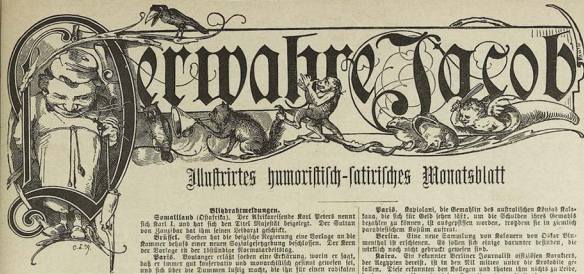 Der wahre Jacob
Illustrirtes humoristisch-satirisches Monatsblatt
Blitzdrahtmeldungen.
Somaliland (Ostafrika). Der Afrikareisende Karl Peters nennt
sich Karl I. und hat sich den Titel Majestät beigelegt. Der Sultan
von Zanzibar hat ihm seinen Leibarzt geschickt.
Brüssel. Soeben hat die belgische Regierung eine Vorlage an die
Kammer behufs einer neuen Sozialgesetzgebung beschlossen. Der Kern
der Vorlage ist der 16stündige Normalarbeitstag.
Paris. Boulanger erläßt soeben eine Erklärung, worin er sagt,
daß er immer gut konservativ und monarchistisch gesinnt gewesen sei,
und sich über die Dummen lustig macht, die ihn für einen radikalen
Paris. Kapiolani, die Gemahlin des australischen Königs Kala-
kaua, die sich für Geld sehen läßt, um die Schulden ihres Gemahls
bezahlen zu können, ist ausgepfiffen worden, trotzdem sie in ziemlich
paradiesischem Kostüm auftrat.
Berlin. Eine neue Sammlung von Kalauern von Oskar Blu-
menthal ist erschienen. Es sollen sich einige darunter befinden, die
wirklich noch nicht gedruckt gewesen sind.
Kairo. Ein bekannter Berliner Journalist offiziösen Karakters,
der Aegypten bereist, ist in den Nil mitten unter die Krokodile ge-
fallen. Diese erkannten den Kollegen und thaten ihm nichts zu Leide.